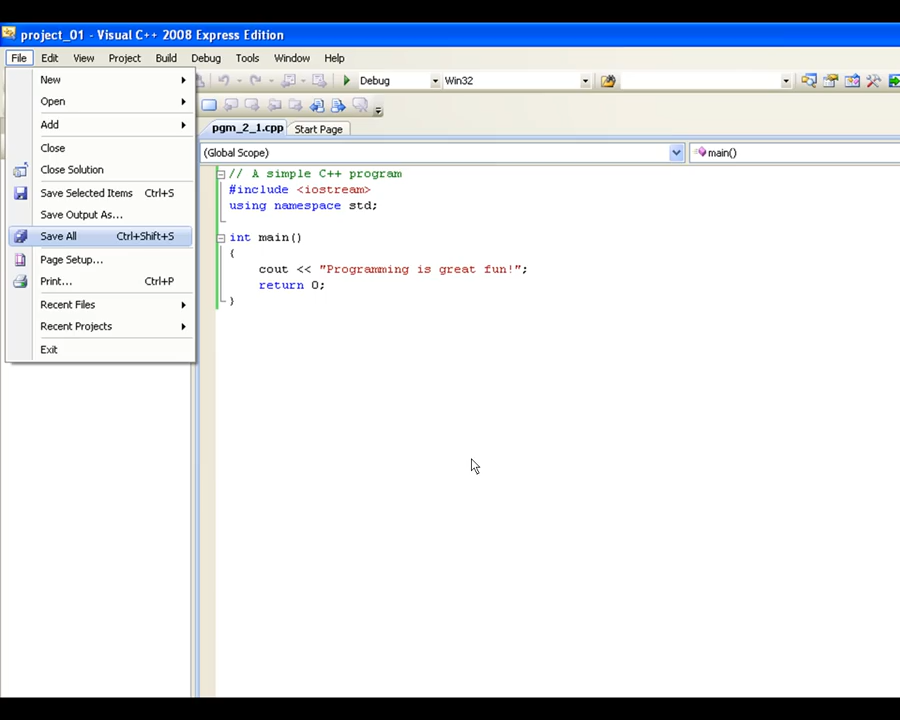 project_01 - Visual C++ 2008 Express Edition
File Edit View Project Build Debug Tools Window Help
Debug Win32
New
Open
Add
Close
Close Solution
Save Selected Items Ctrl+S
Save Output As...
Save All Ctrl+Shift+S
Page Setup...
Print... Ctrl+P
Recent Files
Recent Projects
Exit
pgm_2_1.cpp Start Page
(Global Scope) main()
// A simple C++ program
#include <iostream>
using namespace std;
int main()
{
cout << "Programming is great fun!";
return 0;
}